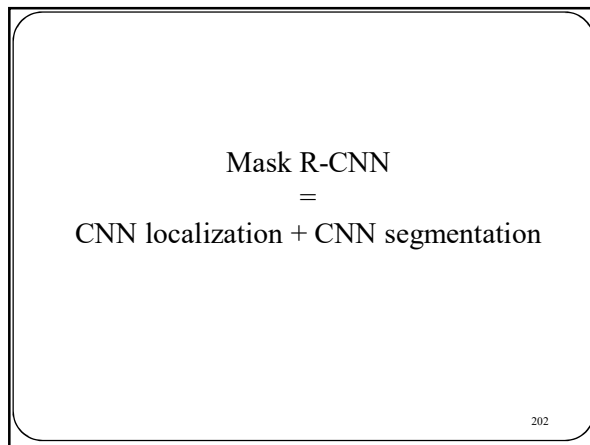 Mask R-CNN
=
CNN localization + CNN segmentation
202